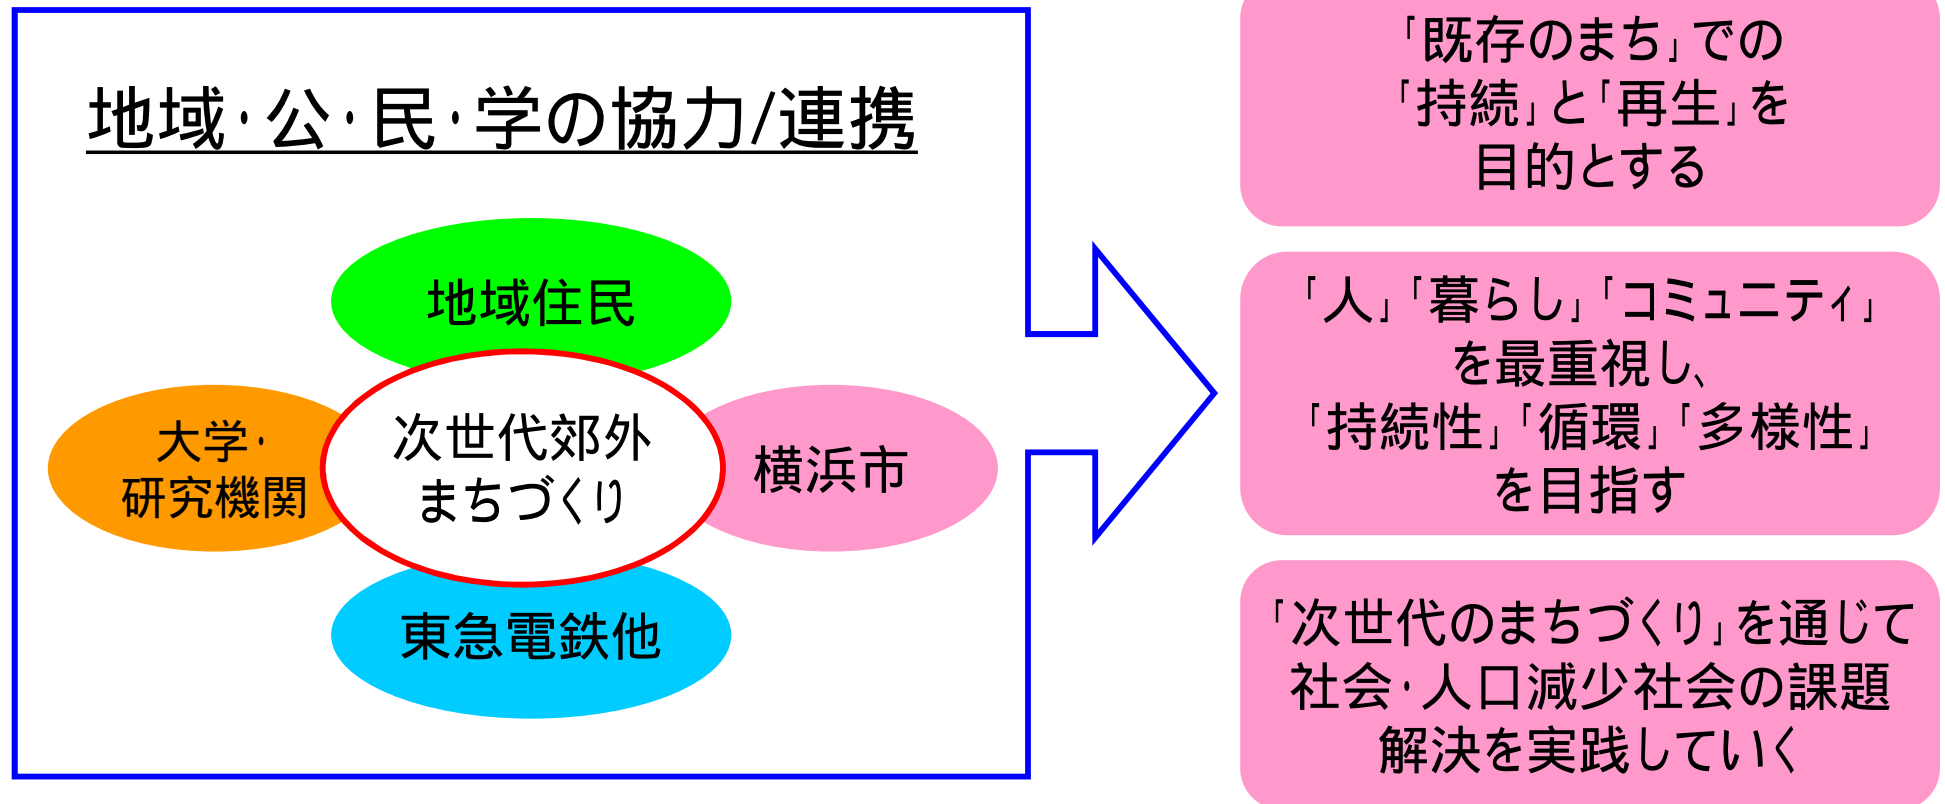 地域・公・民・学の協力/連携
地域住民
大学・
研究機関
次世代郊外
まちづくり
横浜市
東急電鉄他
「既存のまち」での
「持続」と「再生」を
目的とする
「人」「暮らし」「コミュニティ」
を最重視し、
「持続性」「循環」「多様性」
を目指す
「次世代のまちづくり」を通じて
社会・人口減少社会の課題
解決を実践していく